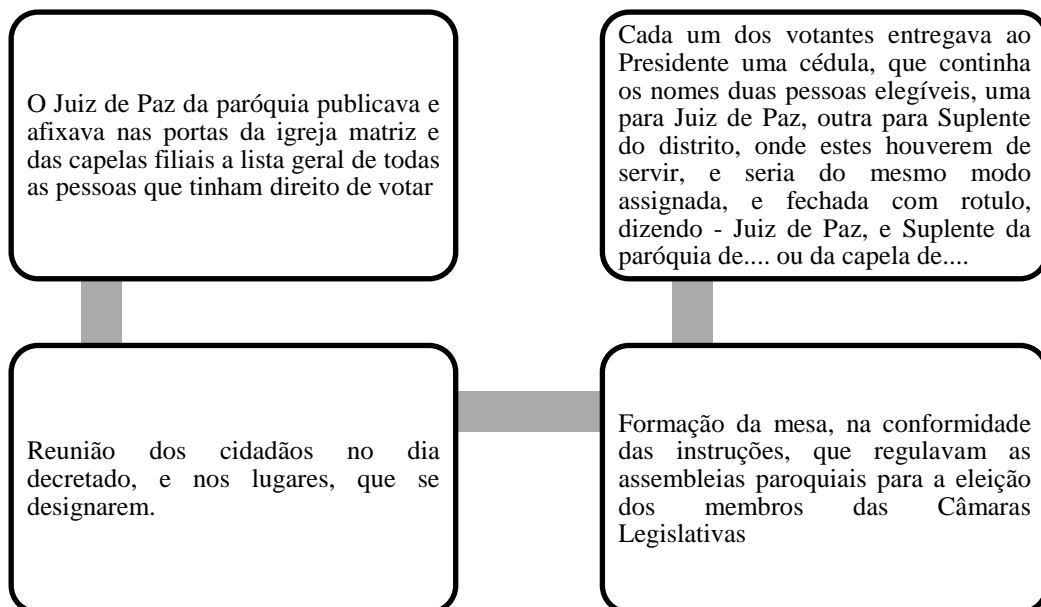 O Juiz de Paz da paróquia publicava e
afixava nas portas da igreja matriz e
das capelas filiais a lista geral de todas
as pessoas que tinham direito de votar
Reunião dos cidadãos no dia
decretado, e nos lugares, que se
designarem.
Formação da mesa, na conformidade
das instruções, que regulavam as
assembleias paroquiais para a eleição
dos membros das Câmaras
Legislativas
Cada um dos votantes entregava ao
Presidente uma cédula, que continha
os nomes duas pessoas elegíveis, uma
para Juiz de Paz, outra para Suplente
do distrito, onde estes houverem de
servir, e seria do mesmo modo
assignada, e fechada com rotulo,
dizendo - Juiz de Paz, e Suplente da
paróquia de.... ou da capela de....